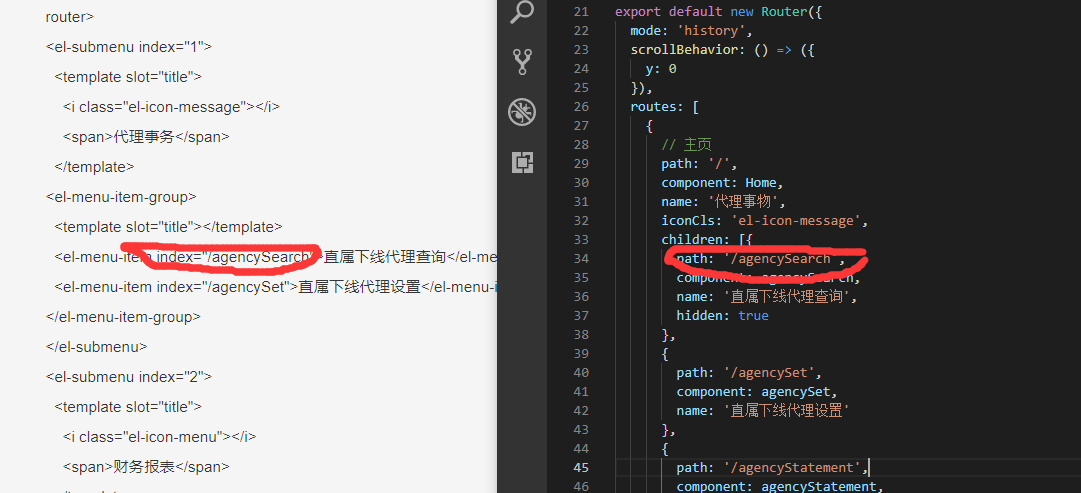 router>
<el-submenu index="1">
<template slot="title">
<i class="el-icon-message"></i>
<span>代理事务</span>
</template>
<el-menu-item-group>
<template slot="title"></template>
<el-menu-item index="/agencySearch">直属下线代理查询</el-me
<el-menu-item index="/agencySet">直属下线代理设置</el-menu-i
</el-menu-item-group>
</el-submenu>
<el-submenu index="2">
<template slot="title">
<i class="el-icon-menu"></i>
<span>财务报表</span>
21 export default new Router({
22 mode: 'history',
23 scrollBehavior: () => ({
24 y: 0
25 }),
26 routes: [
27 {
28 // 主页
29 path: '/',
30 component: Home,
31 name: '代理事物',
32 iconCls: 'el-icon-message',
33 children: [{
34 path: '/agencySearch',
35 component: agencySearch,
36 name: '直属下线代理查询',
37 hidden: true
38 },
39 {
40 path: '/agencySet',
41 component: agencySet,
42 name: '直属下线代理设置'
43 },
44 {
45 path: '/agencyStatement',
46 component: agencyStatement,